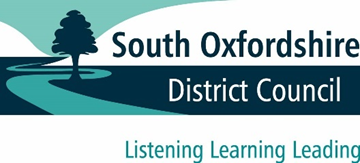 South Oxfordshire
District Council
Listening Learning Leading